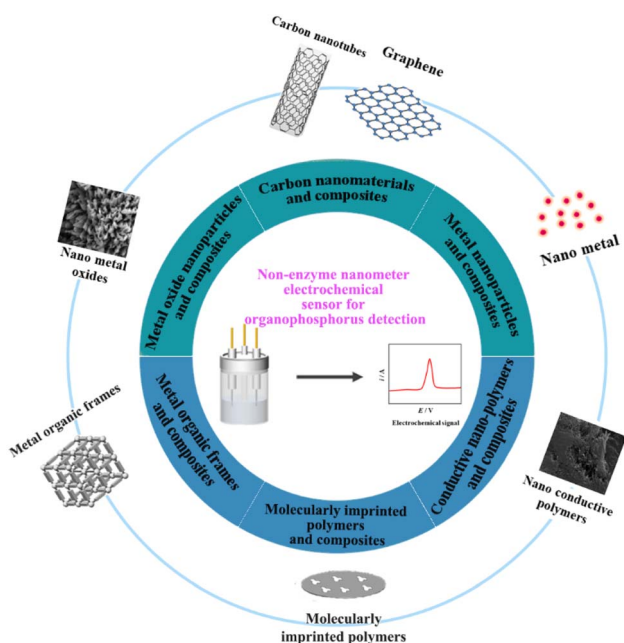 Carbon nanotubes
Graphene
Carbon nanomaterials
and composites
Metal oxide nanoparticles
and composites
Metal nanoparticles
and composites
Nano metal
oxides
Nano metal
Non-enzyme nanometer
electrochemical
sensor for
organophosphorus detection
i / A
E / V
Electrochemical signal
Metal organic frames
Metal organic frames
and composites
Conductive nano-polymers
and composites
Nano conductive
polymers
Molecularly imprinted
polymers
and composites
Molecularly
imprinted polymers